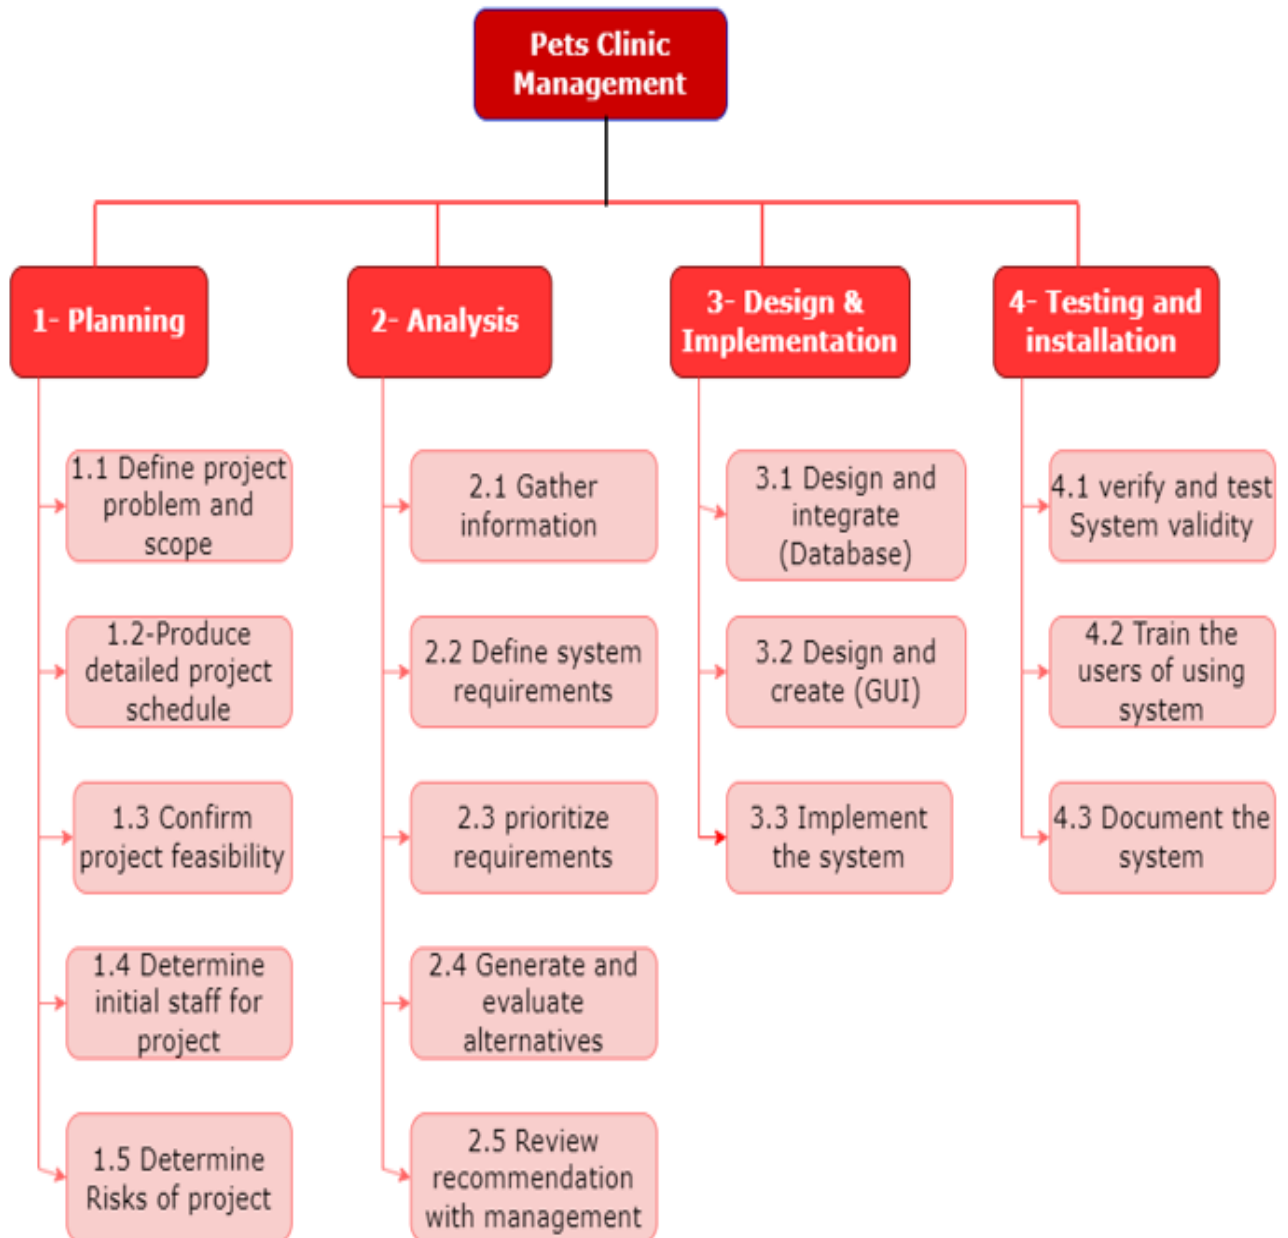 Pets Clinic
Management
1- Planning
2- Analysis
3- Design &
Implementation
4- Testing and
installation
1.1 Define project
problem and
scope
1.2-Produce
detailed project
schedule
1.3 Confirm
project feasibility
1.4 Determine
initial staff for
project
1.5 Determine
Risks of project
2.1 Gather
information
2.2 Define system
requirements
2.3 prioritize
requirements
2.4 Generate and
evaluate
alternatives
2.5 Review
recommendation
with management
3.1 Design and
integrate
(Database)
3.2 Design and
create (GUI)
3.3 Implement
the system
4.1 verify and test
System validity
4.2 Train the
users of using
system
4.3 Document the
system